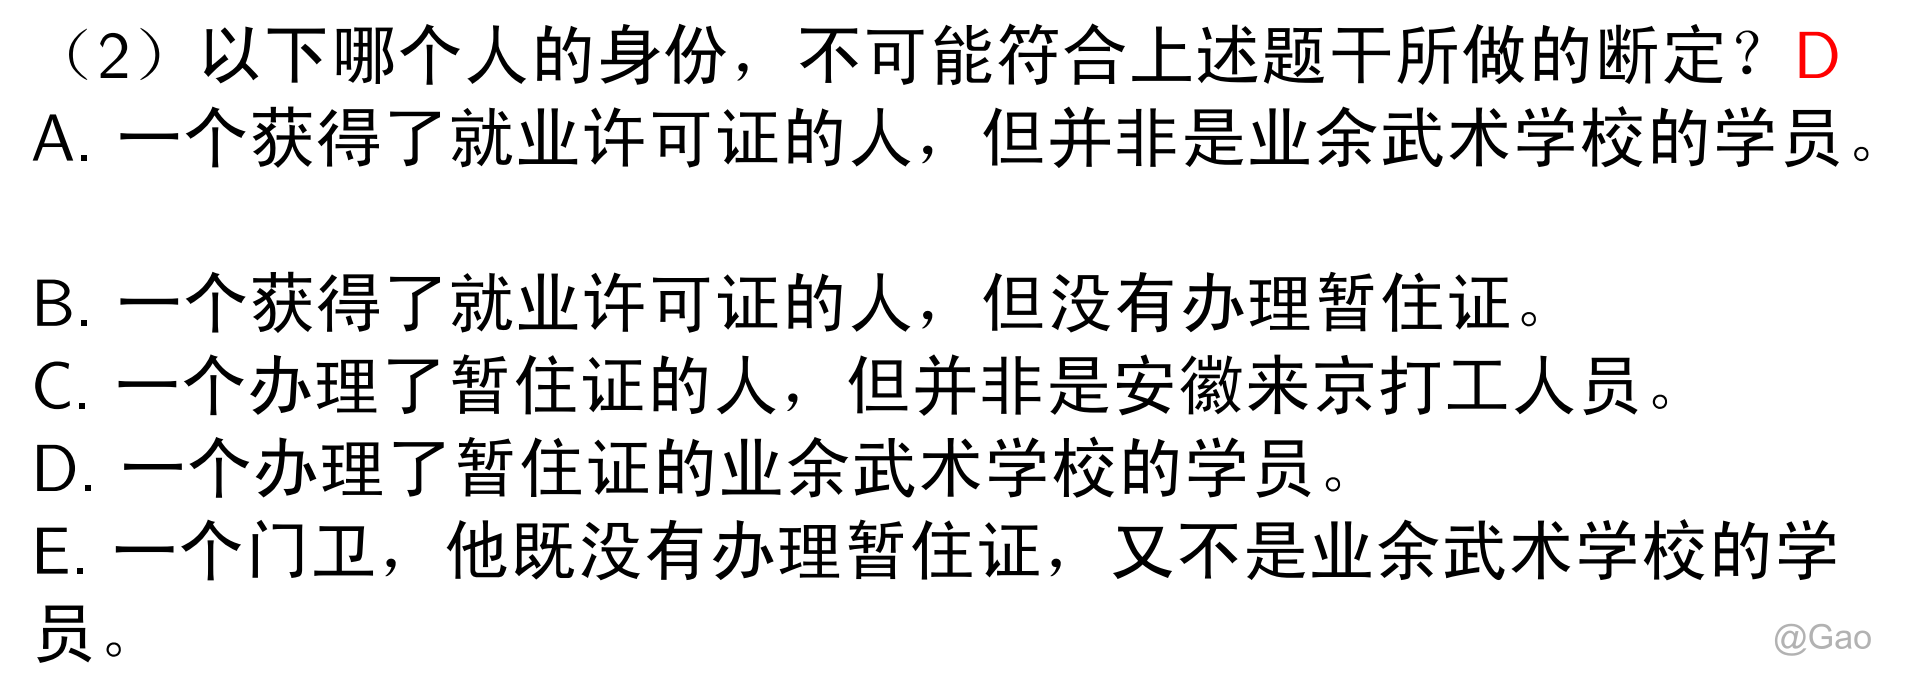 （2）以下哪个人的身份，不可能符合上述题干所做的断定？D
A. 一个获得了就业许可证的人，但并非是业余武术学校的学员。
B. 一个获得了就业许可证的人，但没有办理暂住证。
C. 一个办理了暂住证的人，但并非是安徽来京打工人员。
D. 一个办理了暂住证的业余武术学校的学员。
E. 一个门卫，他既没有办理暂住证，又不是业余武术学校的学
员。
@Gao